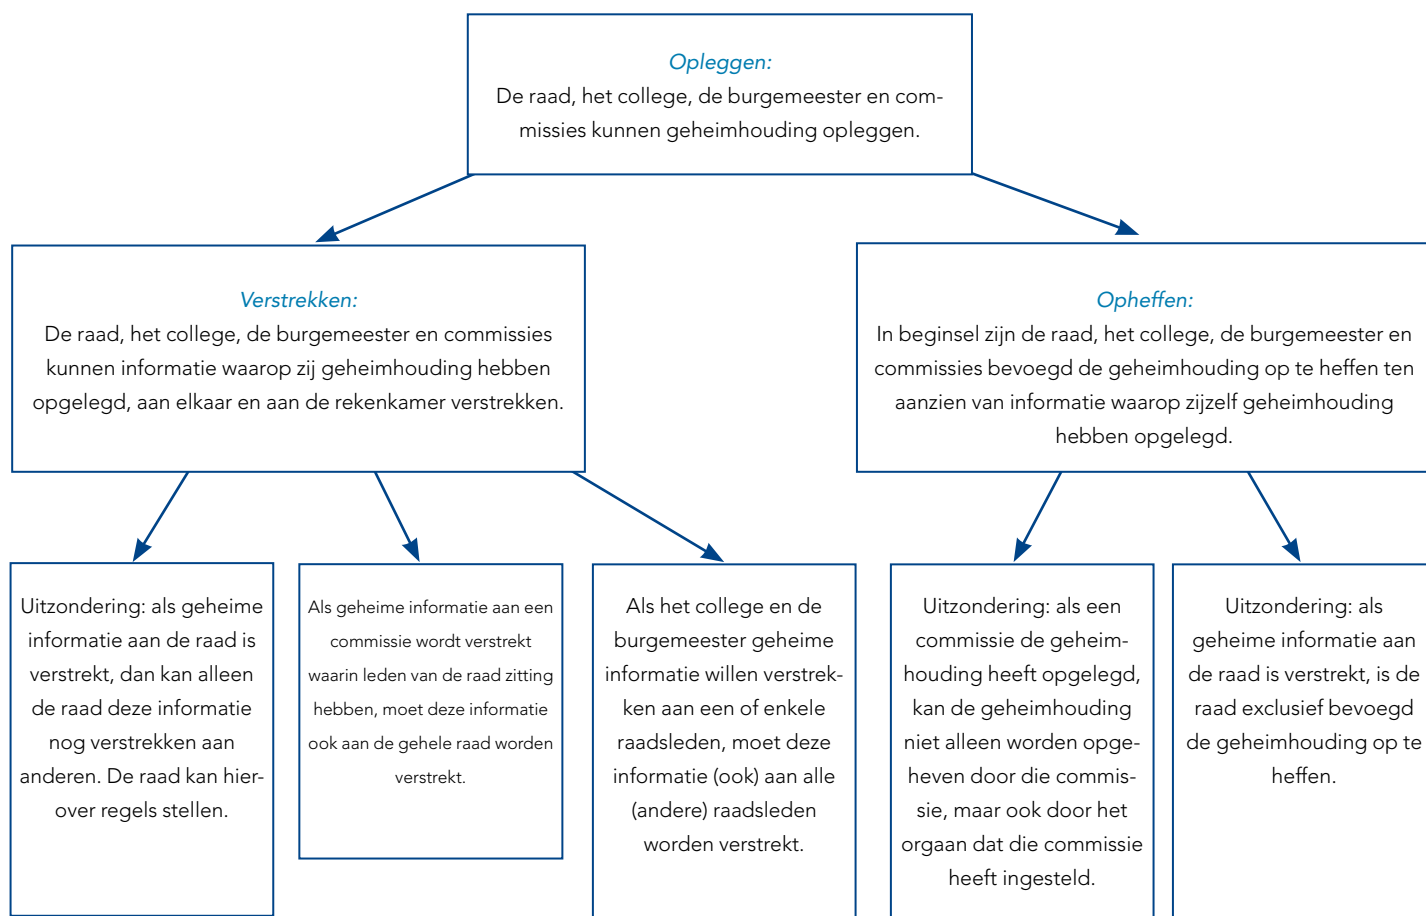 Opleggen:
De raad, het college, de burgemeester en com-
missies kunnen geheimhouding opleggen.
Verstrekken:
De raad, het college, de burgemeester en commissies
kunnen informatie waarop zij geheimhouding hebben
opgelegd, aan elkaar en aan de rekenkamer verstrekken.
Opheffen:
In beginsel zijn de raad, het college, de burgemeester en
commissies bevoegd de geheimhouding op te heffen ten
aanzien van informatie waarop zijzelf geheimhouding
hebben opgelegd.
Uitzondering: als geheime
informatie aan de raad is
verstrekt, dan kan alleen
de raad deze informatie
nog verstrekken aan
anderen. De raad kan hier-
over regels stellen.
Als geheime informatie aan een
commissie wordt verstrekt
waarin leden van de raad zitting
hebben, moet deze informatie
ook aan de gehele raad worden
verstrekt.
Als het college en de
burgemeester geheime
informatie willen verstrek-
ken aan een of enkele
raadsleden, moet deze
informatie (ook) aan alle
(andere) raadsleden
worden verstrekt.
Uitzondering: als een
commissie de geheim-
houding heeft opgelegd,
kan de geheimhouding
niet alleen worden opge-
heven door die commis-
sie, maar ook door het
orgaan dat die commissie
heeft ingesteld.
Uitzondering: als
geheime informatie aan
de raad is verstrekt, is de
raad exclusief bevoegd
de geheimhouding op te
heffen.